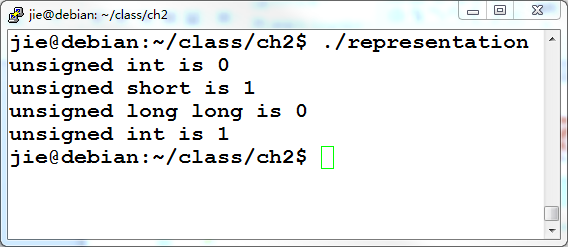 jie@debian: ~/class/ch2
jie@debian:~/class/ch2$ ./representation
unsigned int is 0
unsigned short is 1
unsigned long long is 0
unsigned int is 1
jie@debian:~/class/ch2$